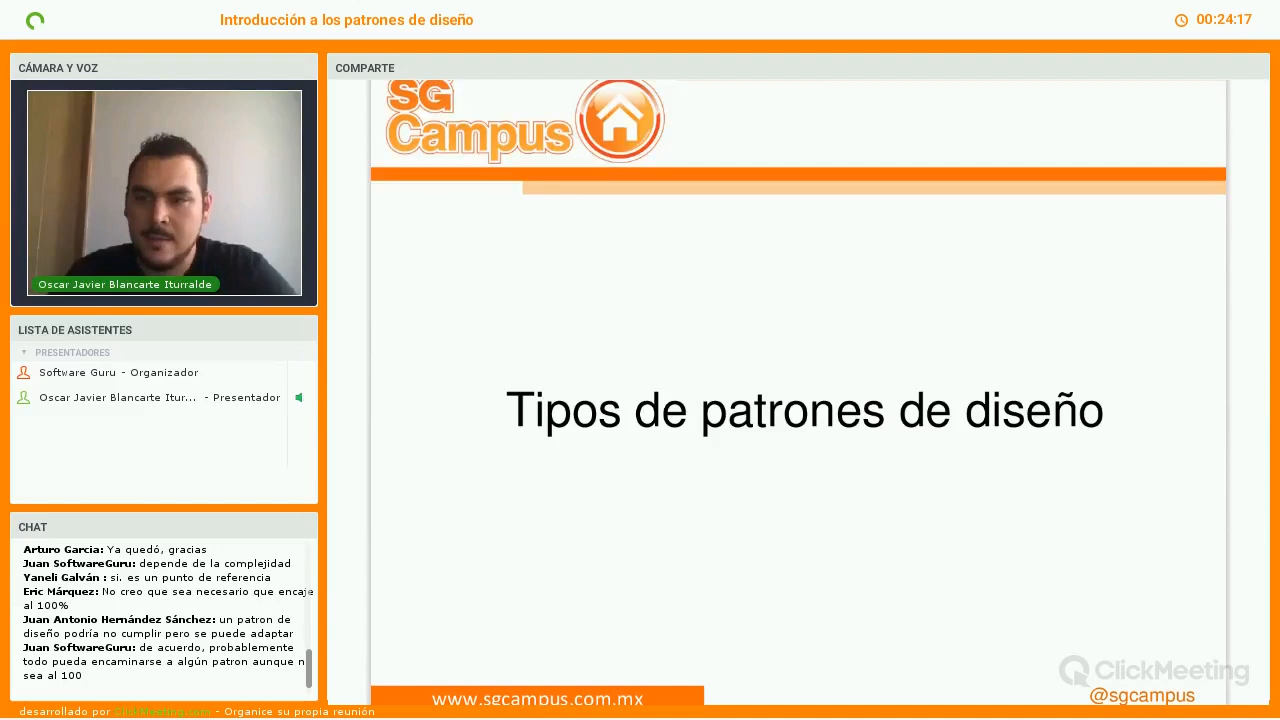 Introducción a los patrones de diseño
00:24:17
CÁMARA Y VOZ
Oscar Javier Blancarte Iturralde
LISTA DE ASISTENTES
PRESENTADORES
Software Guru - Organizador
Oscar Javier Blancarte Itur... - Presentador
CHAT
Arturo Garcia: Ya quedó, gracias
Juan SoftwareGuru: depende de la complejidad
Yaneli Galván : si. es un punto de referencia
Eric Márquez: No creo que sea necesario que encaje
al 100%
Juan Antonio Hernández Sánchez: un patron de
diseño podría no cumplir pero se puede adaptar
Juan SoftwareGuru: de acuerdo, probablemente
todo pueda encaminarse a algún patron aunque n
sea al 100
desarrollado por ClickMeeting.com - Organice su propia reunión
COMPARTE
SG
Campus
Tipos de patrones de diseño
ClickMeeting
www.sgcampus.com.mx
@sgcampus